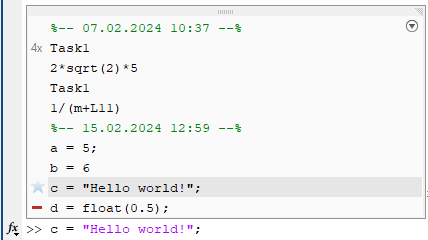 %-- 07.02.2024 10:37 --%
4x Task1
2*sqrt(2)*5
Task1
1/(m+L11)
%-- 15.02.2024 12:59 --%
a = 5;
b = 6
c = "Hello world!";
d = float(0.5);
fx >> c = "Hello world!";